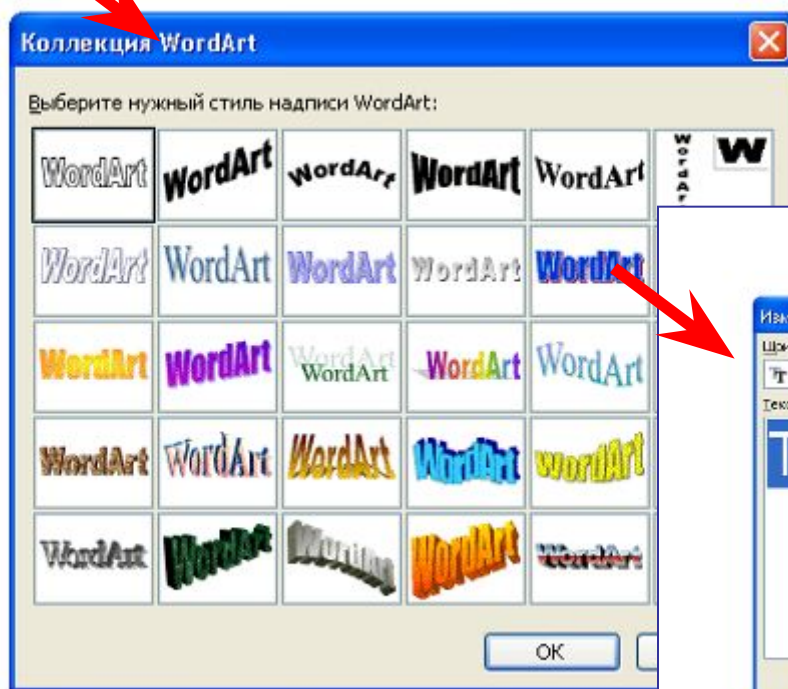 Коллекция WordArt
Выберите нужный стиль надписи WordArt:
WordArt WordArt WordArt WordArt WordArt WordAr W
WordArt WordArt WordArt WordArt WordArt
WordArt WordArt WordArt WordArt WordArt
WordArt WordArt WordArt WordArt WordArt
WordArt WordArt WordArt WordArt WordArt
OK